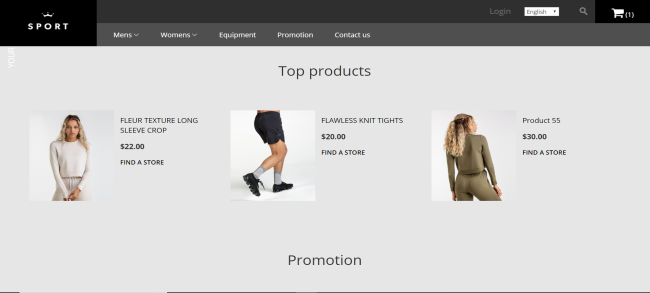 SPORT
Login
English
(1)
Mens
Womens
Equipment
Promotion
Contact us
YOUR
Top products
FLEUR TEXTURE LONG
SLEEVE CROP
$22.00
FIND A STORE
FLAWLESS KNIT TIGHTS
$20.00
FIND A STORE
Product 55
$30.00
FIND A STORE
Promotion